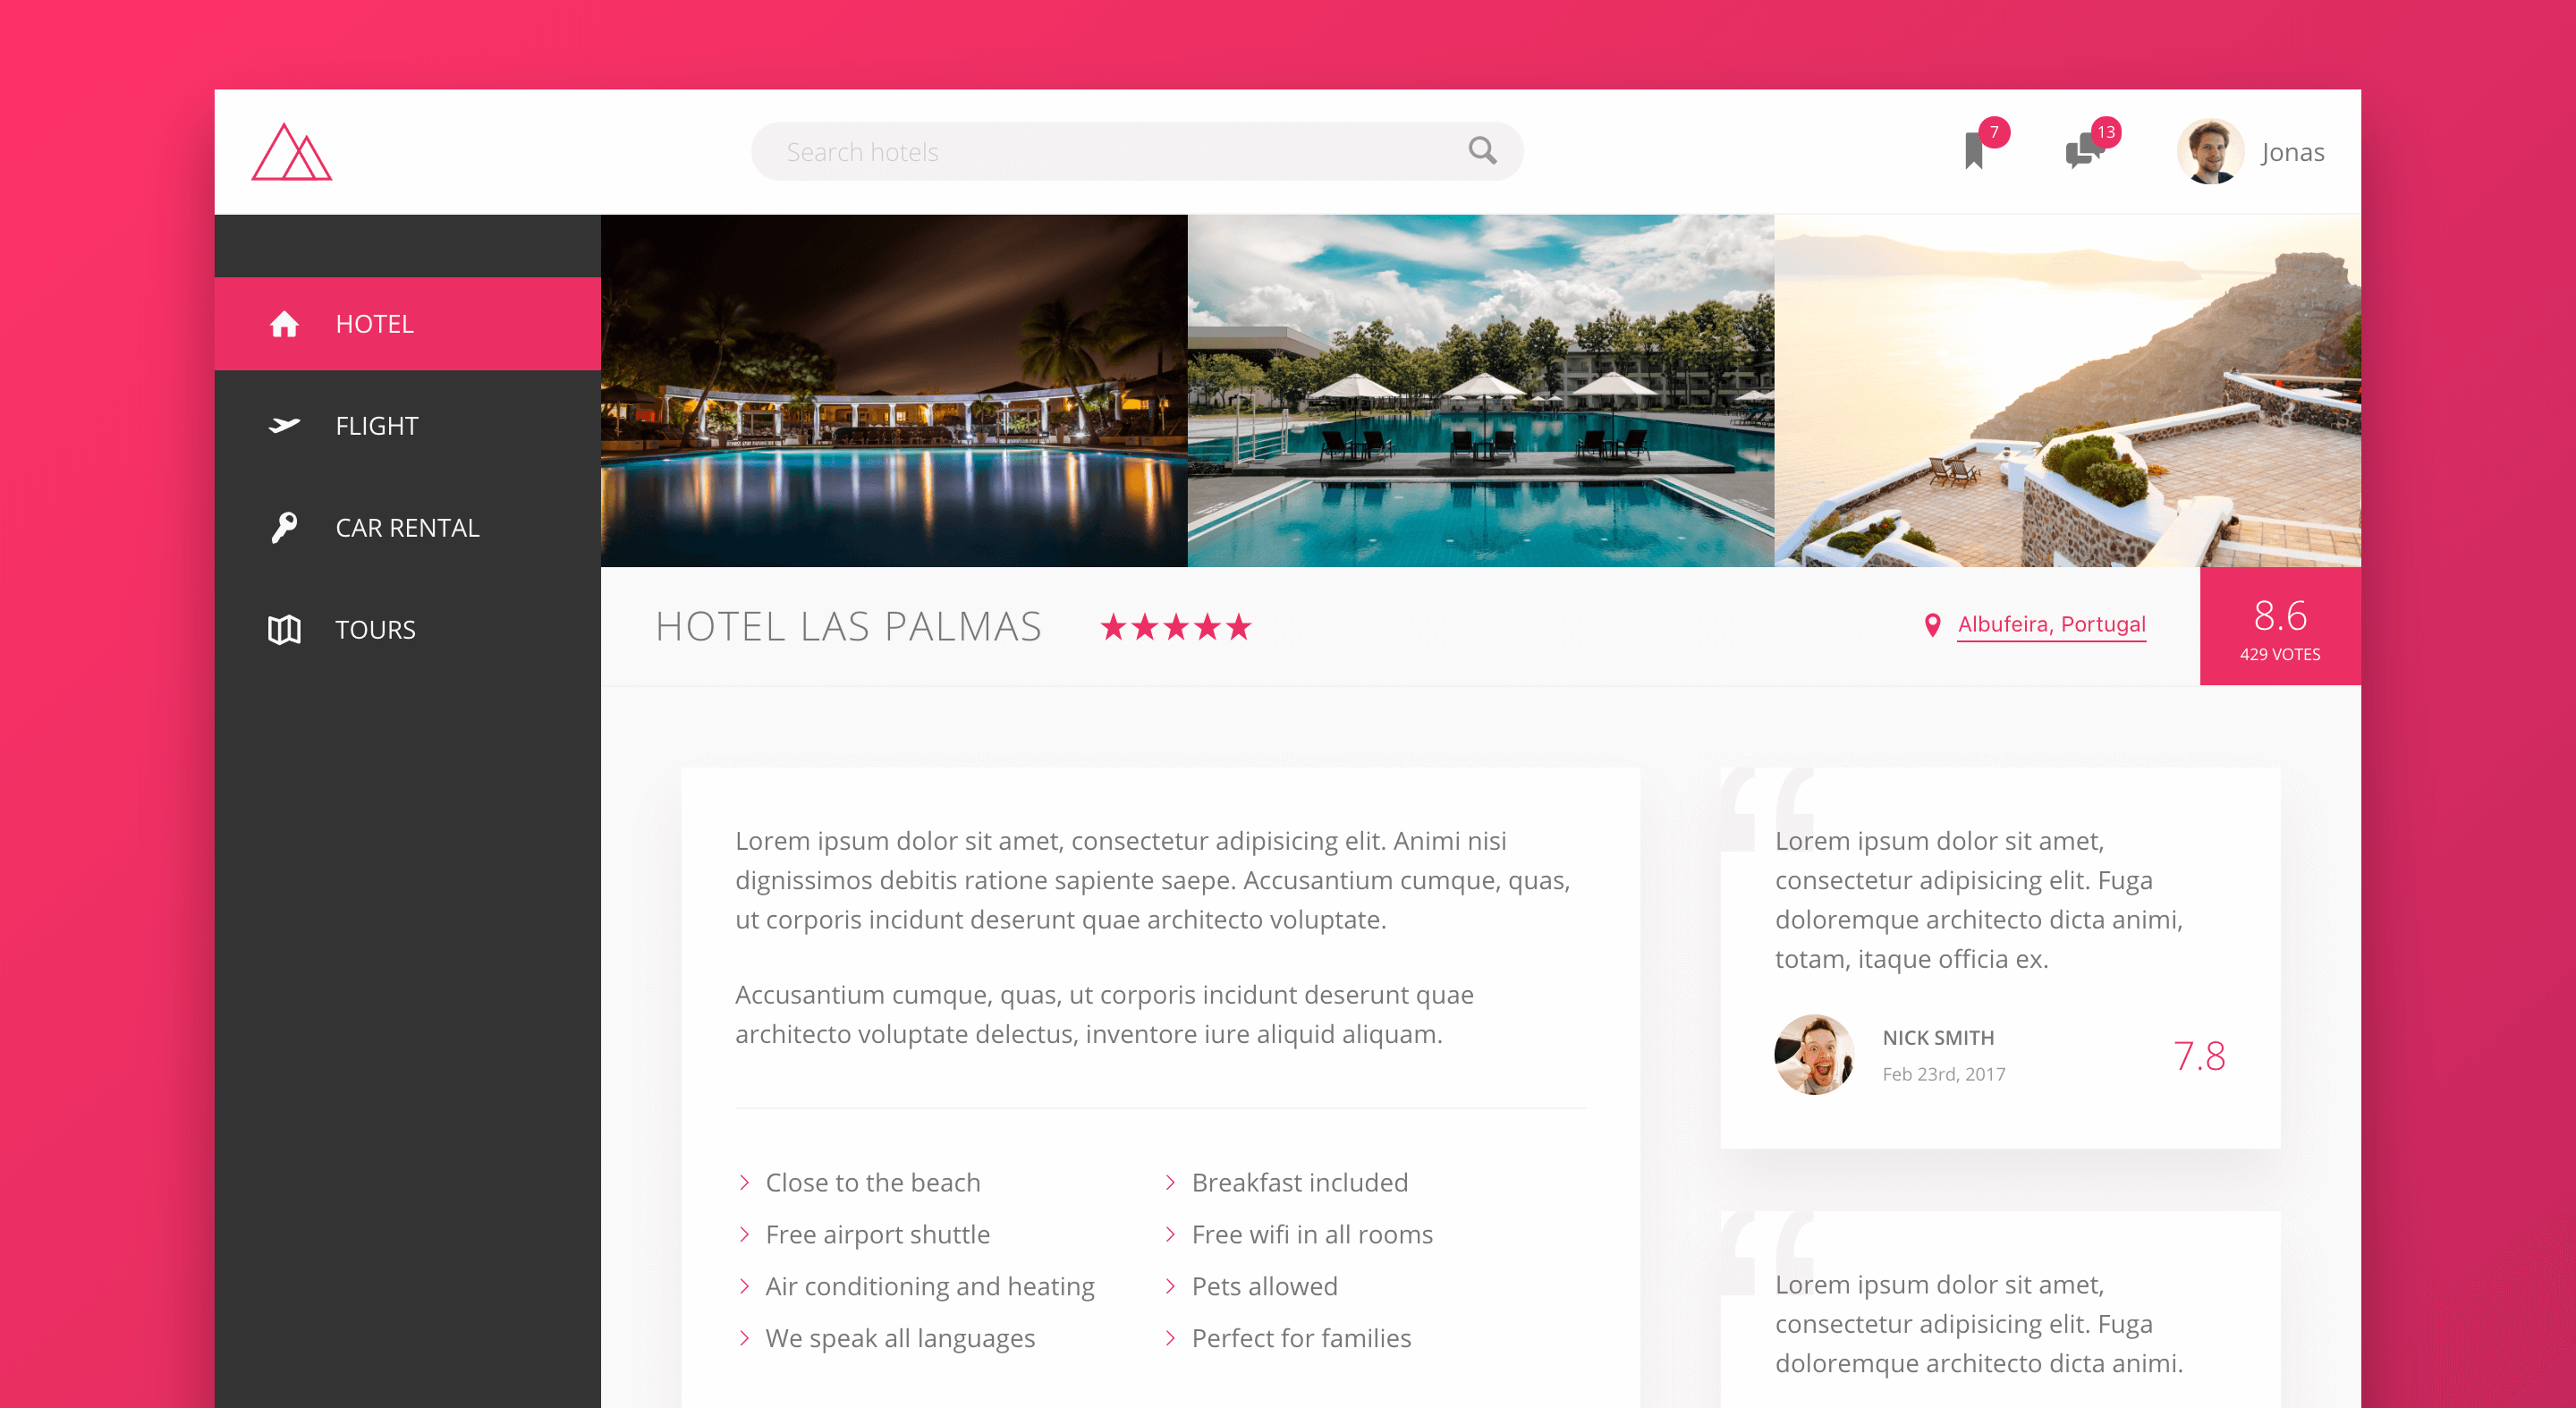 Search hotels
7
13
Jonas
HOTEL
FLIGHT
CAR RENTAL
TOURS
HOTEL LAS PALMAS
Albufeira, Portugal
8.6
429 VOTES
Lorem ipsum dolor sit amet, consectetur adipisicing elit. Animi nisi
dignissimos debitis ratione sapiente saepe. Accusantium cumque, quas,
ut corporis incidunt deserunt quae architecto voluptate.
Accusantium cumque, quas, ut corporis incidunt deserunt quae
architecto voluptate delectus, inventore iure aliquid aliquam.
Close to the beach
Free airport shuttle
Air conditioning and heating
We speak all languages
Breakfast included
Free wifi in all rooms
Pets allowed
Perfect for families
“
Lorem ipsum dolor sit amet,
consectetur adipisicing elit. Fuga
doloremque architecto dicta animi,
totam, itaque officia ex.
NICK SMITH
Feb 23rd, 2017
7.8
“
Lorem ipsum dolor sit amet,
consectetur adipisicing elit. Fuga
doloremque architecto dicta animi.